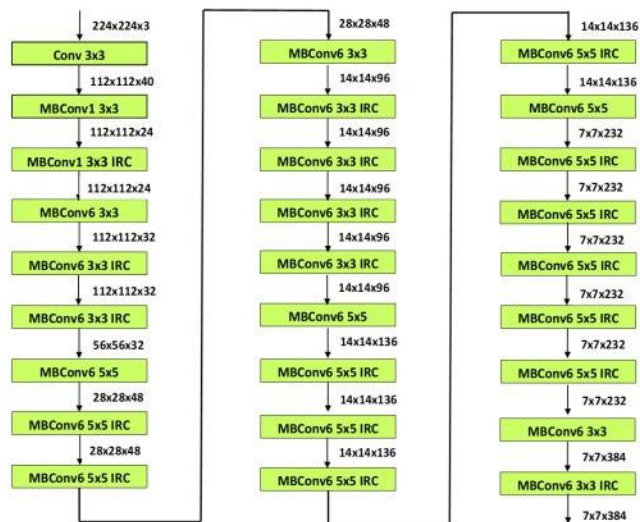 224x224x3
Conv 3x3
112x112x40
MBConv1 3x3
112x112x24
MBConv1 3x3 IRC
112x112x24
MBConv6 3x3
112x112x32
MBConv6 3x3 IRC
112x112x32
MBConv6 3x3 IRC
56x56x32
MBConv6 5x5
28x28x48
MBConv6 5x5 IRC
28x28x48
MBConv6 5x5 IRC
28x28x48
MBConv6 3x3
14x14x96
MBConv6 3x3 IRC
14x14x96
MBConv6 3x3 IRC
14x14x96
MBConv6 3x3 IRC
14x14x96
MBConv6 3x3 IRC
14x14x96
MBConv6 5x5
14x14x136
MBConv6 5x5 IRC
14x14x136
MBConv6 5x5 IRC
14x14x136
MBConv6 5x5 IRC
14x14x136
MBConv6 5x5 IRC
14x14x136
MBConv6 5x5
7x7x232
MBConv6 5x5 IRC
7x7x232
MBConv6 5x5 IRC
7x7x232
MBConv6 5x5 IRC
7x7x232
MBConv6 5x5 IRC
7x7x232
MBConv6 5x5 IRC
7x7x232
MBConv6 3x3
7x7x384
MBConv6 3x3 IRC
7x7x384